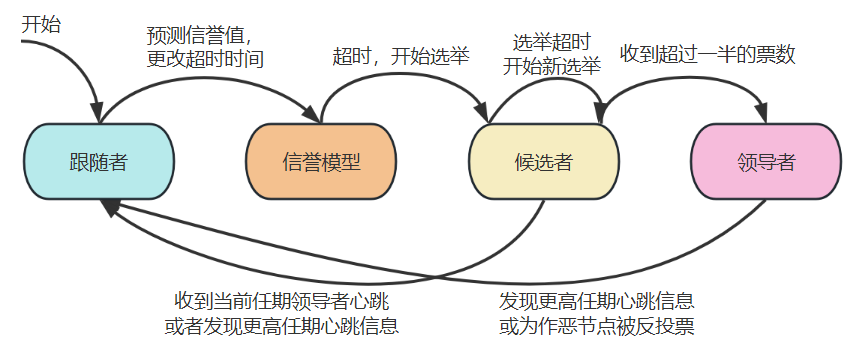 开始
预测信誉值，
更改超时时间
超时，开始选举
选举超时
开始新选举
收到超过一半的票数
跟随者
信誉模型
候选者
领导者
收到当前任期领导者心跳
或者发现更高任期心跳信息
发现更高任期心跳信息
或为作恶节点被反投票